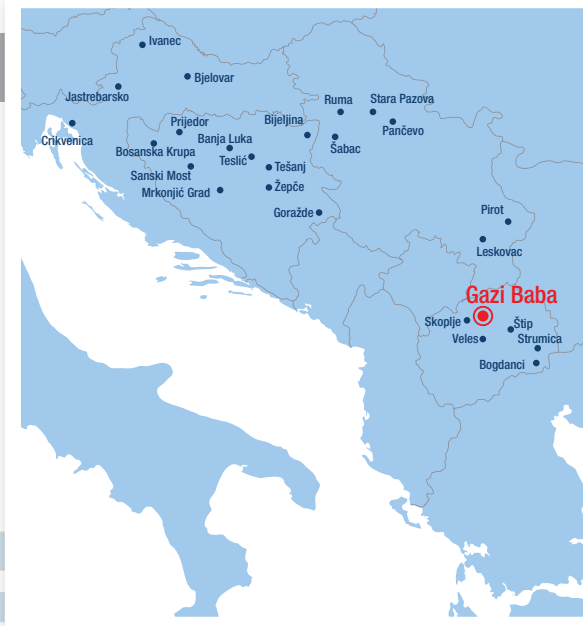 Ivanec
Bjelovar
Jastrebarsko
Ruma
Stara Pazova
Crikvenica
Prijedor
Bijeljina
Pančevo
Banja Luka
Šabac
Bosanska Krupa
Teslić
Tešanj
Sanski Most
Žepče
Mrkonjić Grad
Goražde
Pirot
Leskovac
Gazi Baba
Skoplje
Štip
Veles
Strumica
Bogdanci